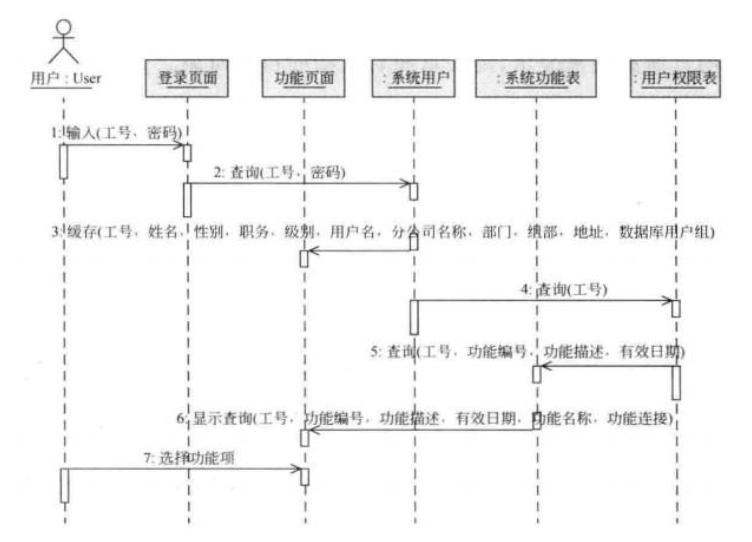 用户 : User
登录页面
功能页面
: 系统用户
: 系统功能表
: 用户权限表
1: 输入(工号、密码)
2: 查询(工号、密码)
3: 缓存(工号、姓名、性别、职务、级别、用户名、分公司名称、部门、组部、地址、数据库用户组)
4: 查询(工号)
5: 查询(工号、功能编号、功能描述、有效日期)
6: 显示查询(工号、功能编号、功能描述、有效日期、功能名称、功能连接)
7: 选择功能项